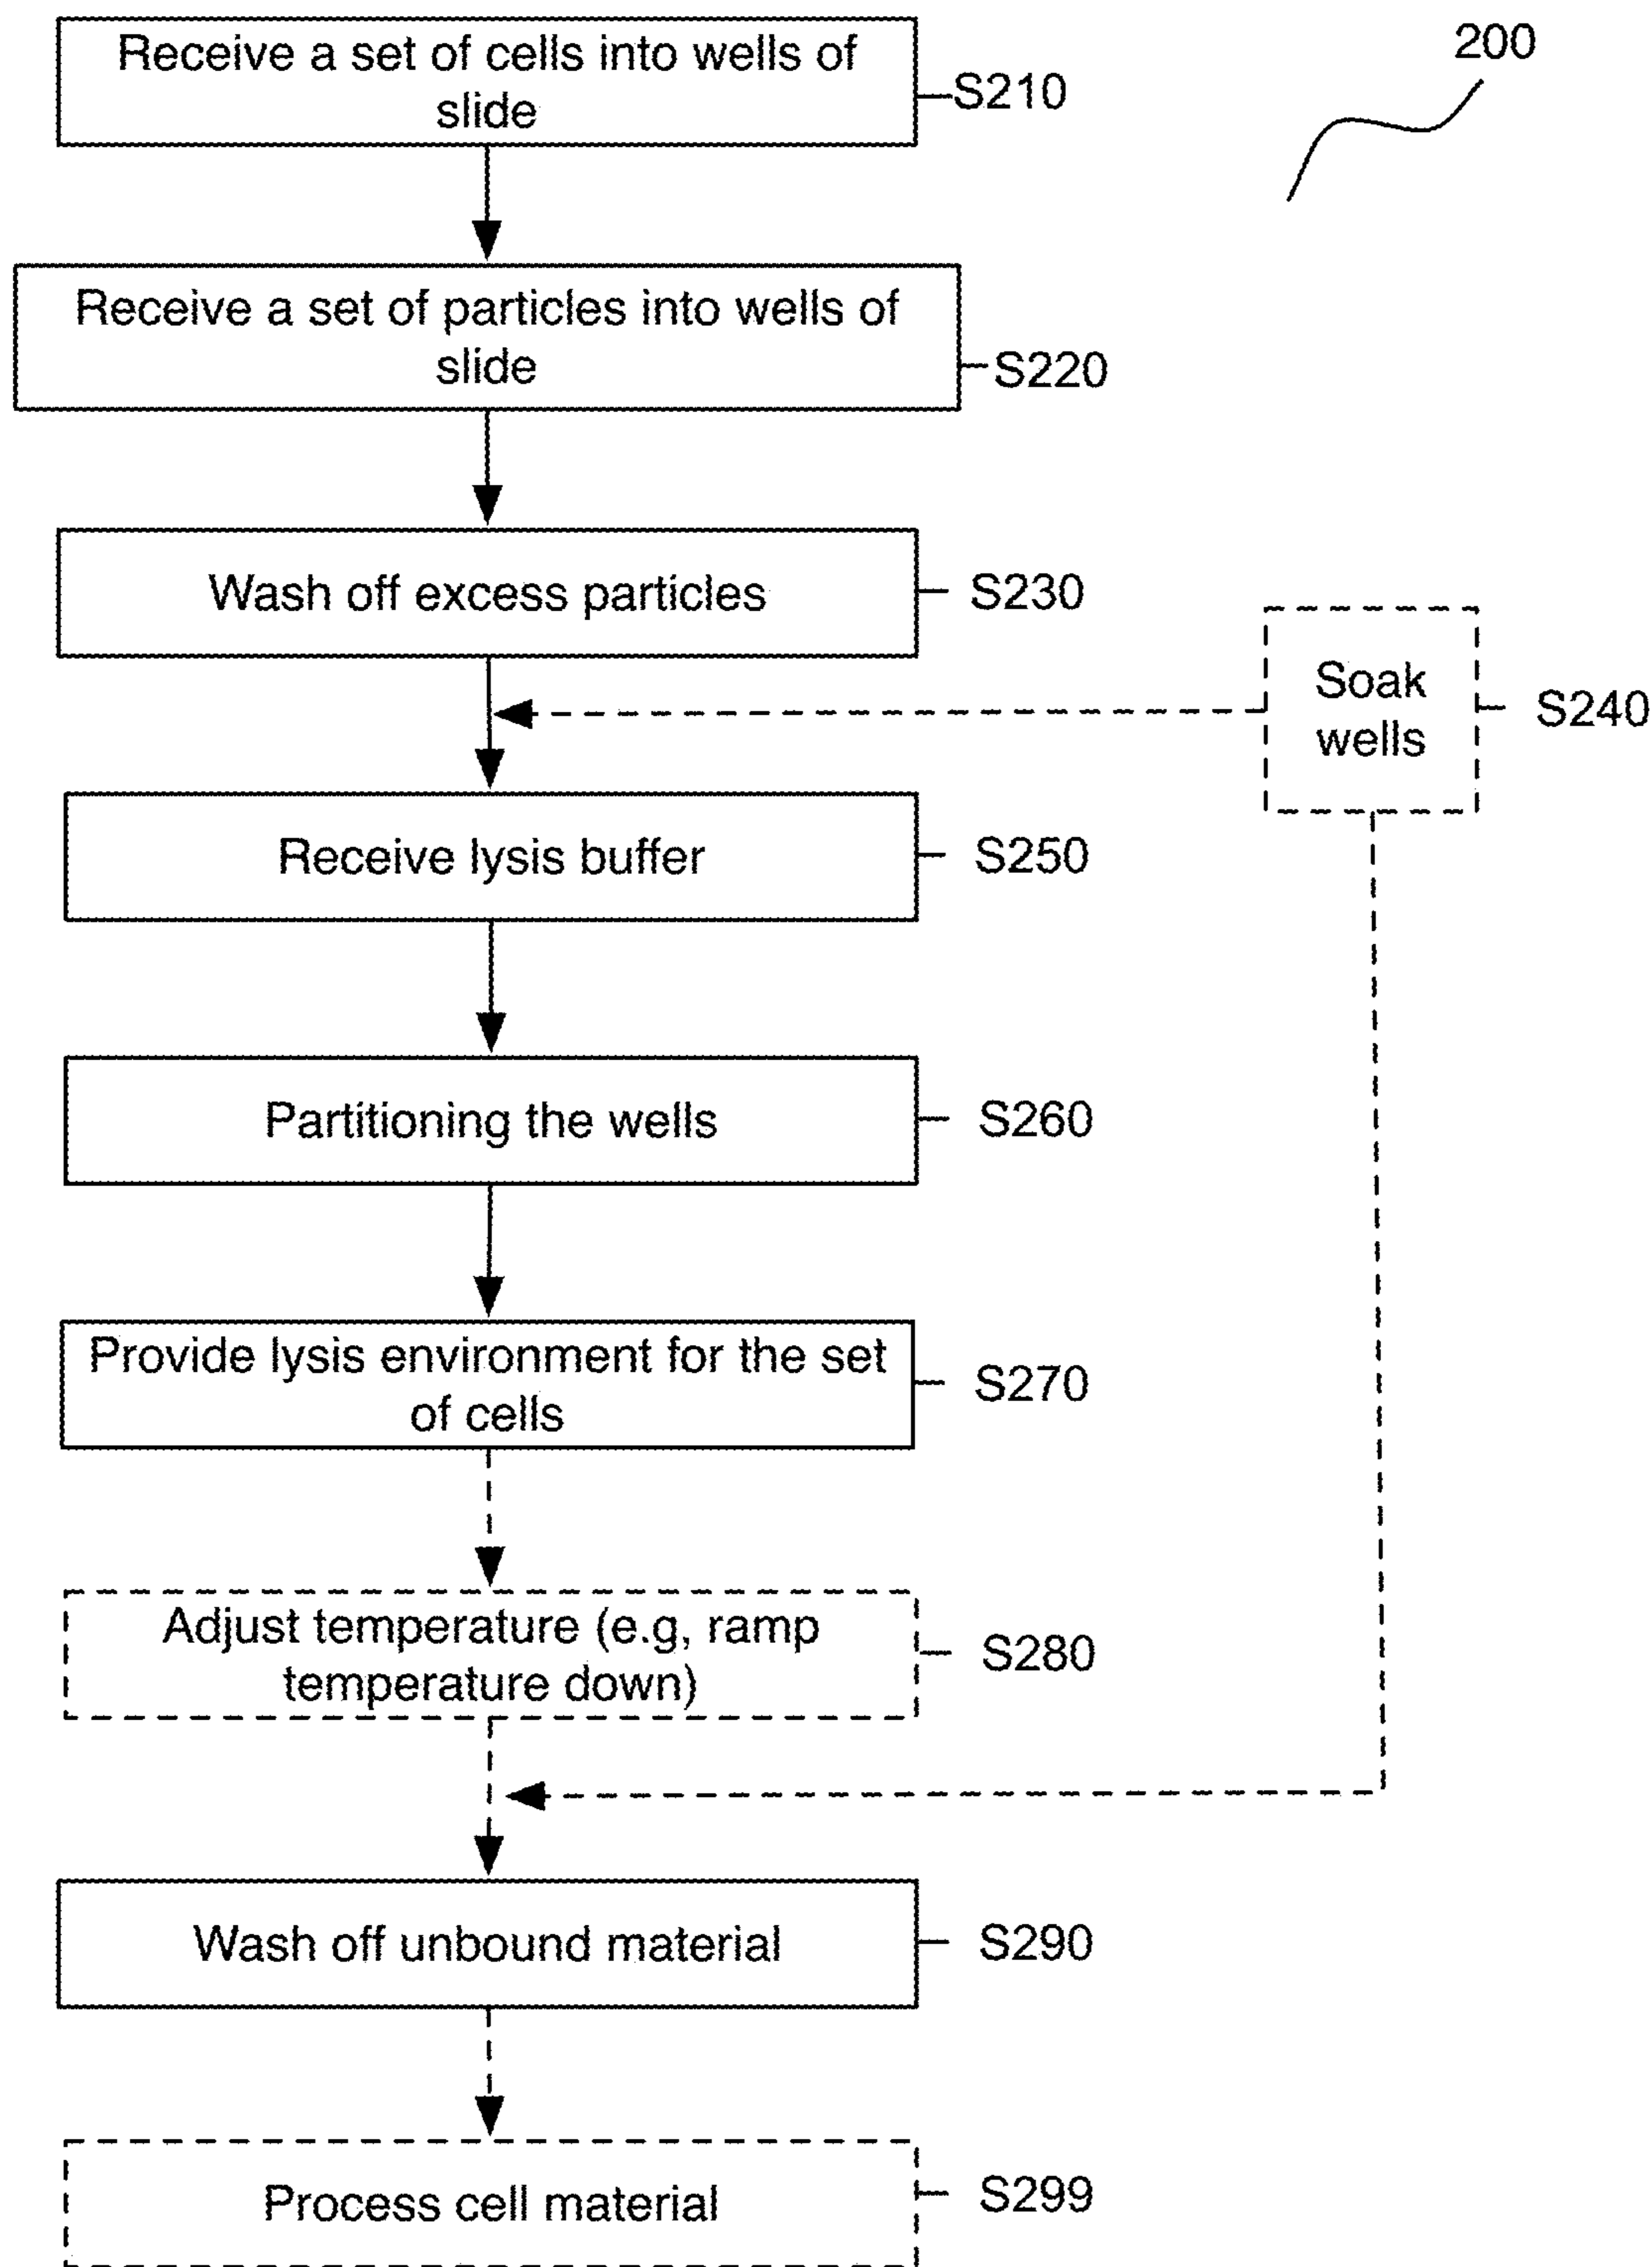 200
Receive a set of cells into wells of
slide
S210
Receive a set of particles into wells of
slide
S220
Wash off excess particles
S230
Soak
wells
S240
Receive lysis buffer
S250
Partitioning the wells
S260
Provide lysis environment for the set
of cells
S270
Adjust temperature (e.g, ramp
temperature down)
S280
Wash off unbound material
S290
Process cell material
S299